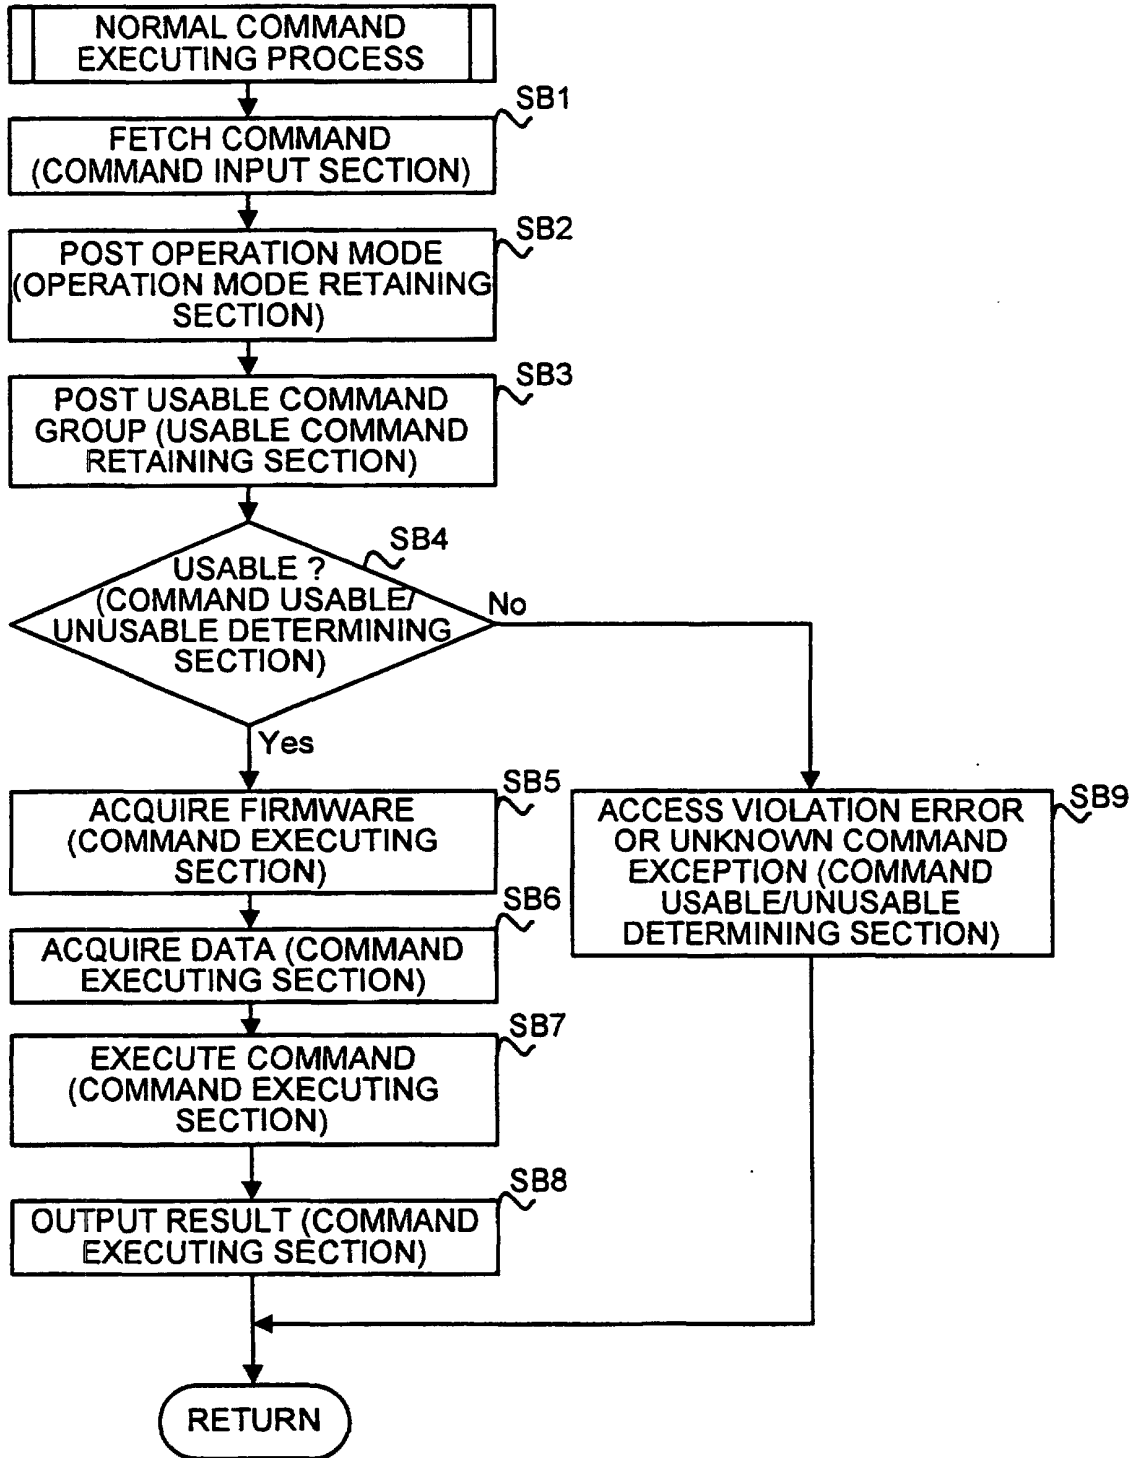 NORMAL COMMAND
EXECUTING PROCESS
SB1
FETCH COMMAND
(COMMAND INPUT SECTION)
SB2
POST OPERATION MODE
(OPERATION MODE RETAINING
SECTION)
SB3
POST USABLE COMMAND
GROUP (USABLE COMMAND
RETAINING SECTION)
SB4
USABLE ?
(COMMAND USABLE/
UNUSABLE DETERMINING
SECTION)
No
Yes
SB5
ACQUIRE FIRMWARE
(COMMAND EXECUTING
SECTION)
SB9
ACCESS VIOLATION ERROR
OR UNKNOWN COMMAND
EXCEPTION (COMMAND
USABLE/UNUSABLE
DETERMINING SECTION)
SB6
ACQUIRE DATA (COMMAND
EXECUTING SECTION)
SB7
EXECUTE COMMAND
(COMMAND EXECUTING
SECTION)
SB8
OUTPUT RESULT (COMMAND
EXECUTING SECTION)
RETURN